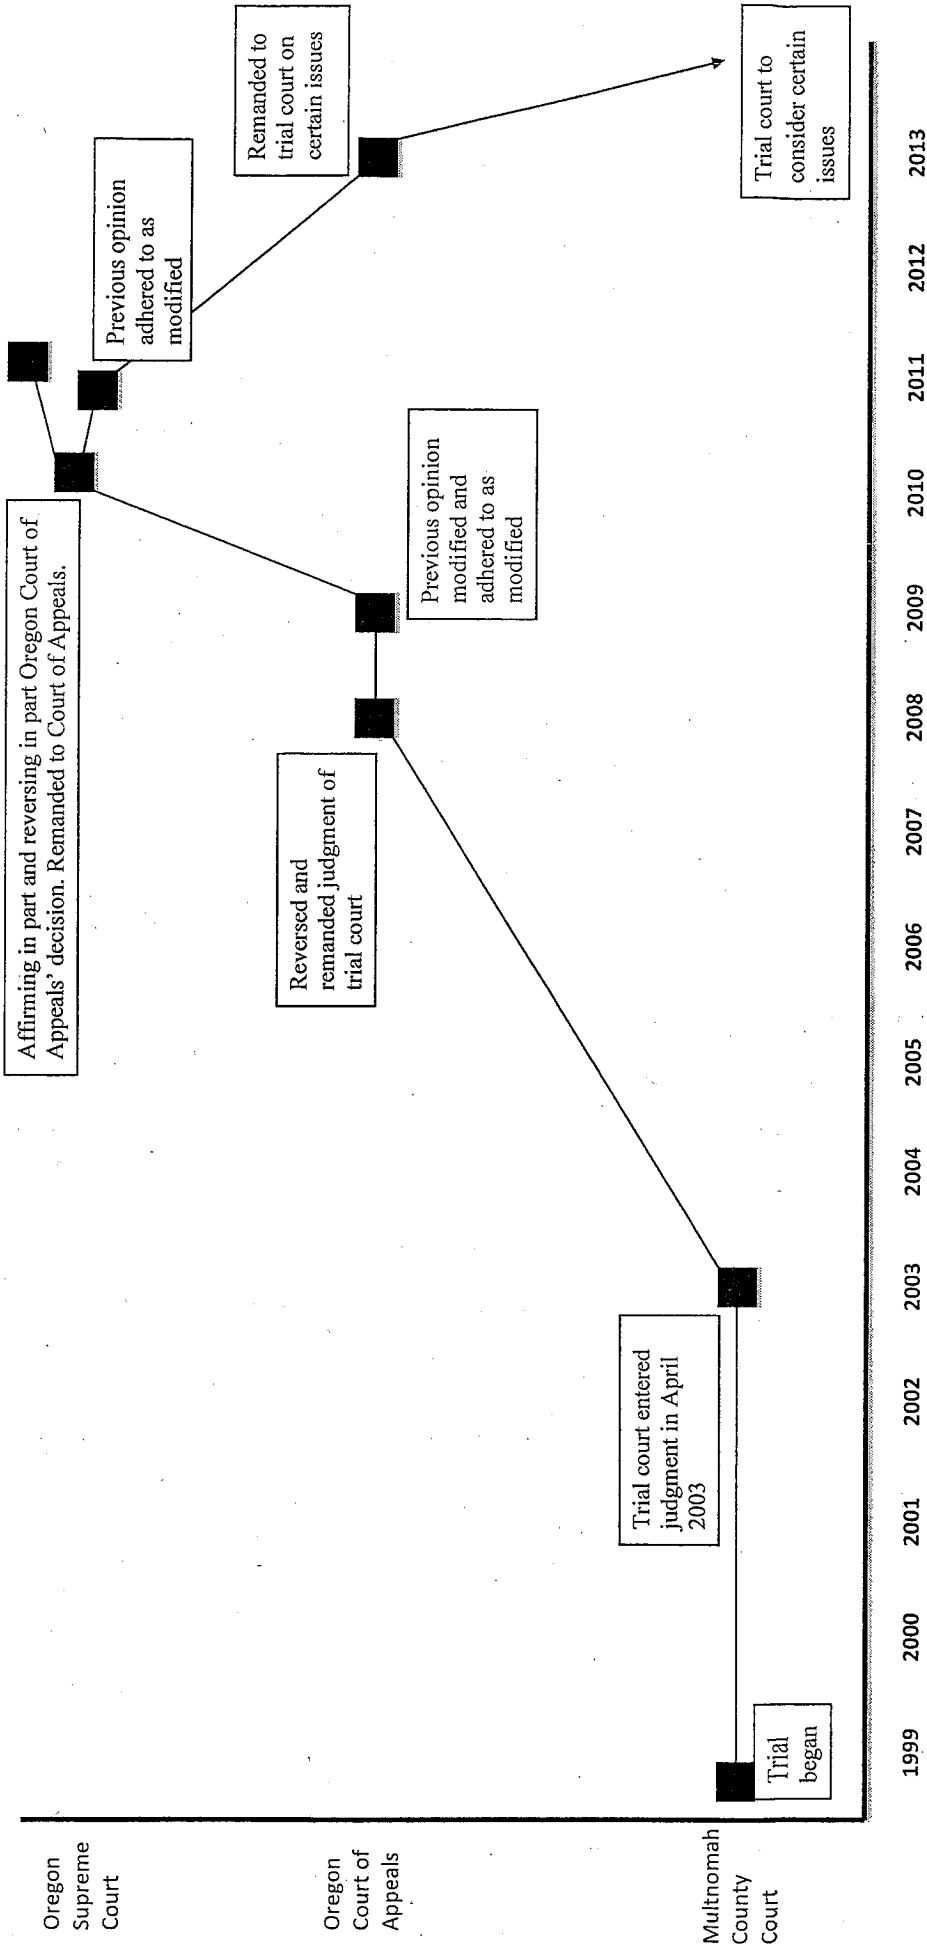 Oregon
Supreme
Court
Affirming in part and reversing in part Oregon Court of
Appeals' decision. Remanded to Court of Appeals.
Previous opinion
adhered to as
modified
Oregon
Court of
Appeals
Reversed and
remanded judgment of
trial court
Previous opinion
modified and
adhered to as
modified
Remanded to
trial court on
certain issues
Multnomah
County
Court
Trial
began
Trial court entered
judgment in April
2003
Trial court to
consider certain
issues
1999
2000
2001
2002
2003
2004
2005
2006
2007
2008
2009
2010
2011
2012
2013